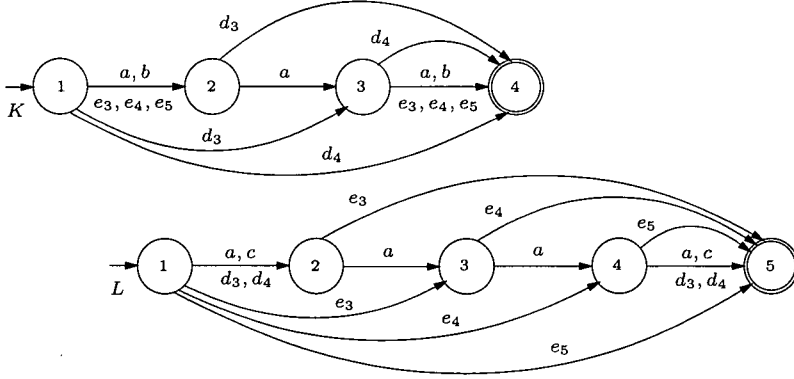 d₃
d₄
1
a, b
2
a
3
a, b
4
K
e₃, e₄, e₅
e₃, e₄, e₅
d₃
d₄
e₃
e₄
e₅
1
a, c
2
a
3
a
4
a, c
5
L
d₃, d₄
d₃, d₄
e₃
e₄
e₅